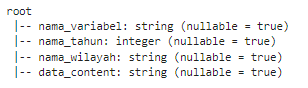 root
 |-- nama_variabel: string (nullable = true)
 |-- nama_tahun: integer (nullable = true)
 |-- nama_wilayah: string (nullable = true)
 |-- data_content: string (nullable = true)